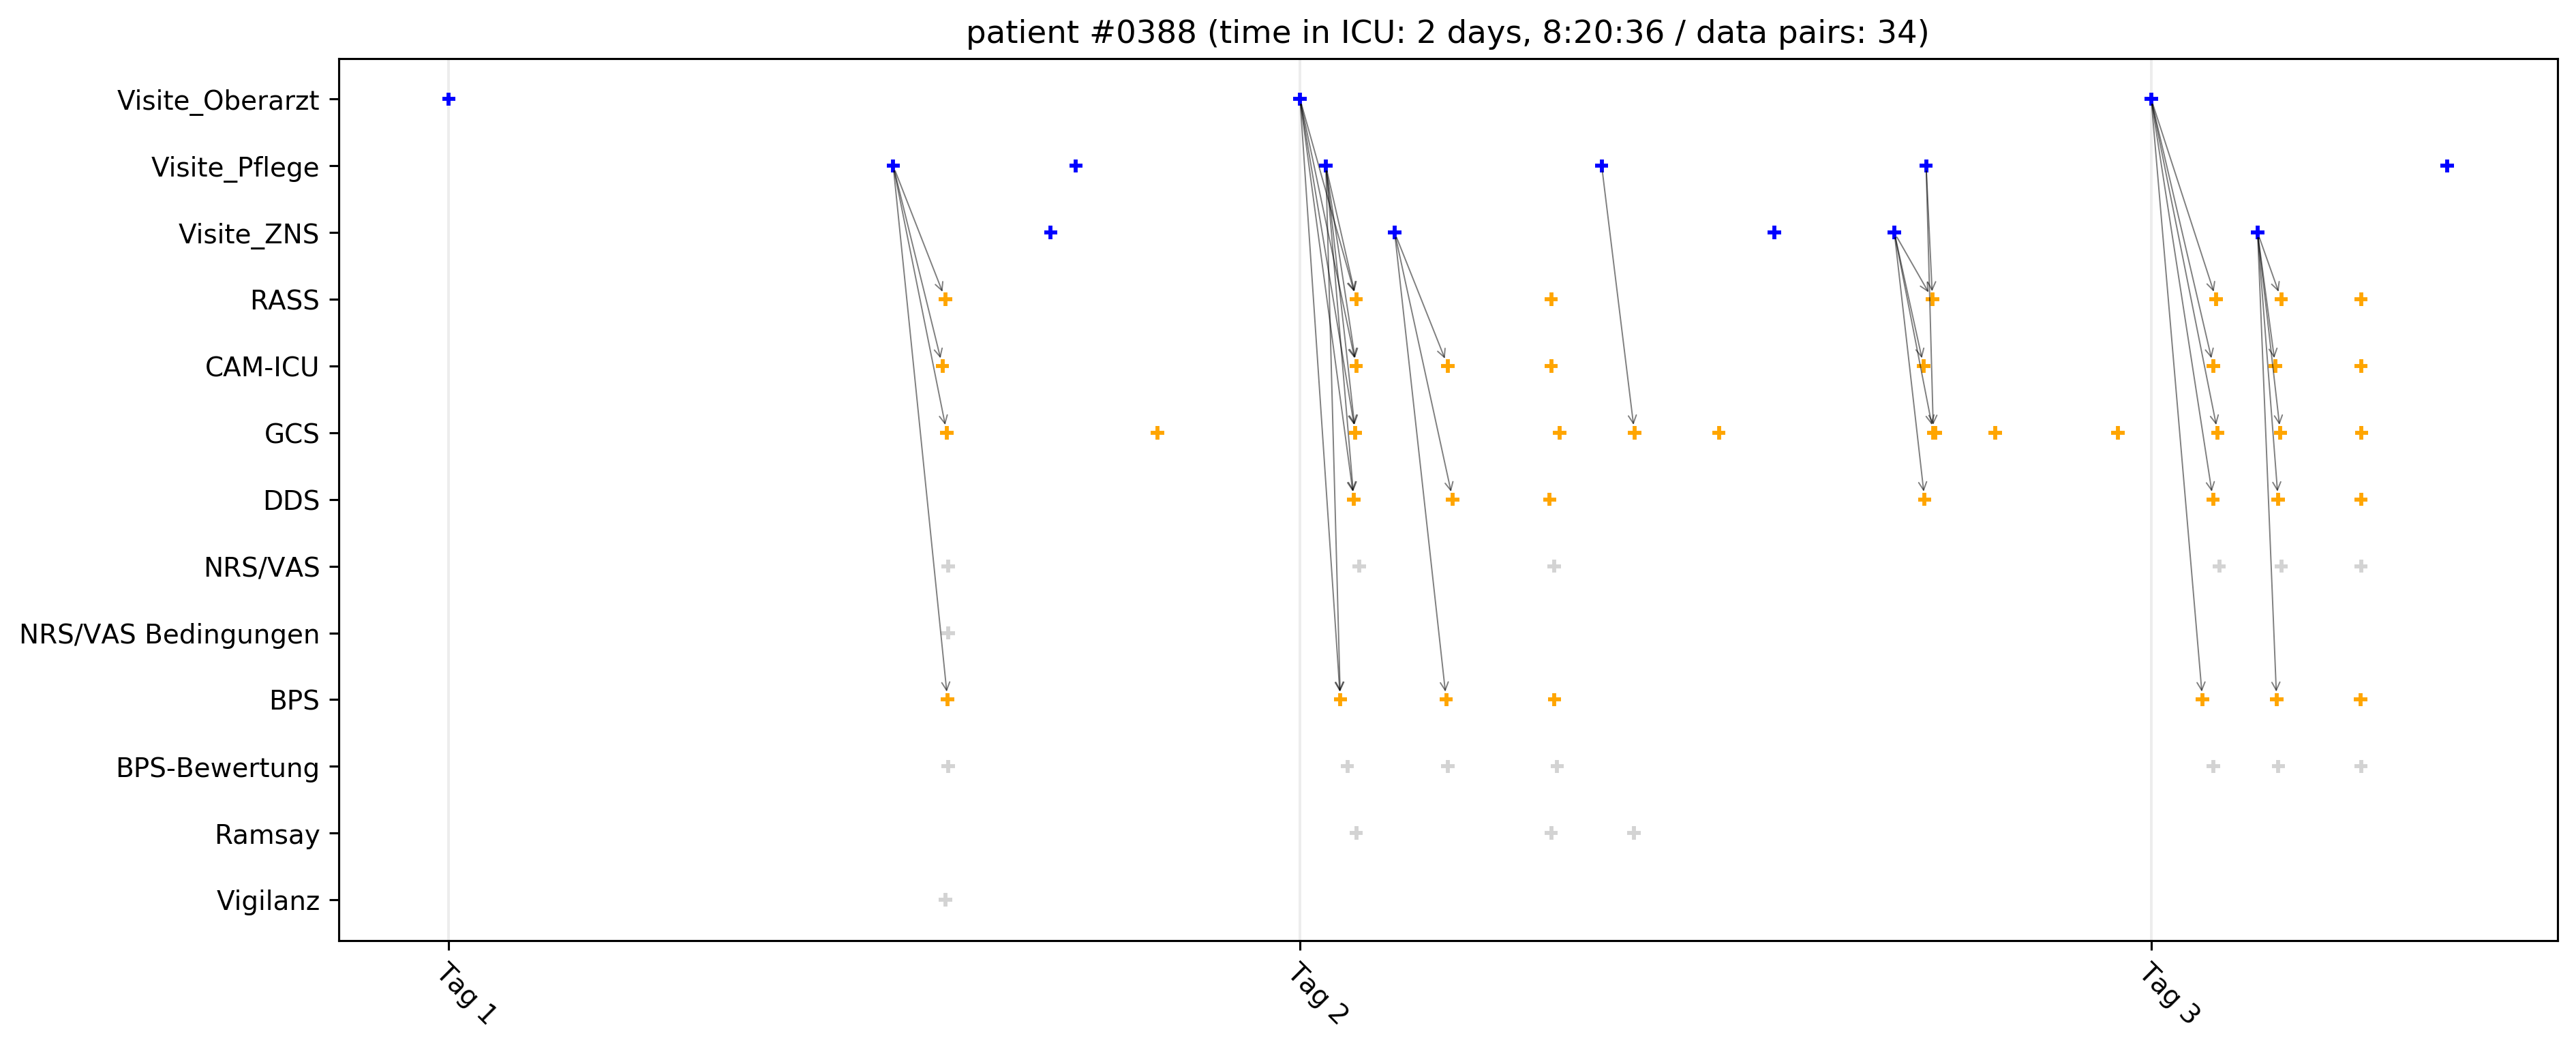 patient #0388 (time in ICU: 2 days, 8:20:36 / data pairs: 34)
Visite_Oberarzt
Visite_Pflege
Visite_ZNS
RASS
CAM-ICU
GCS
DDS
NRS/VAS
NRS/VAS Bedingungen
BPS
BPS-Bewertung
Ramsay
Vigilanz
Tag 1
Tag 2
Tag 3